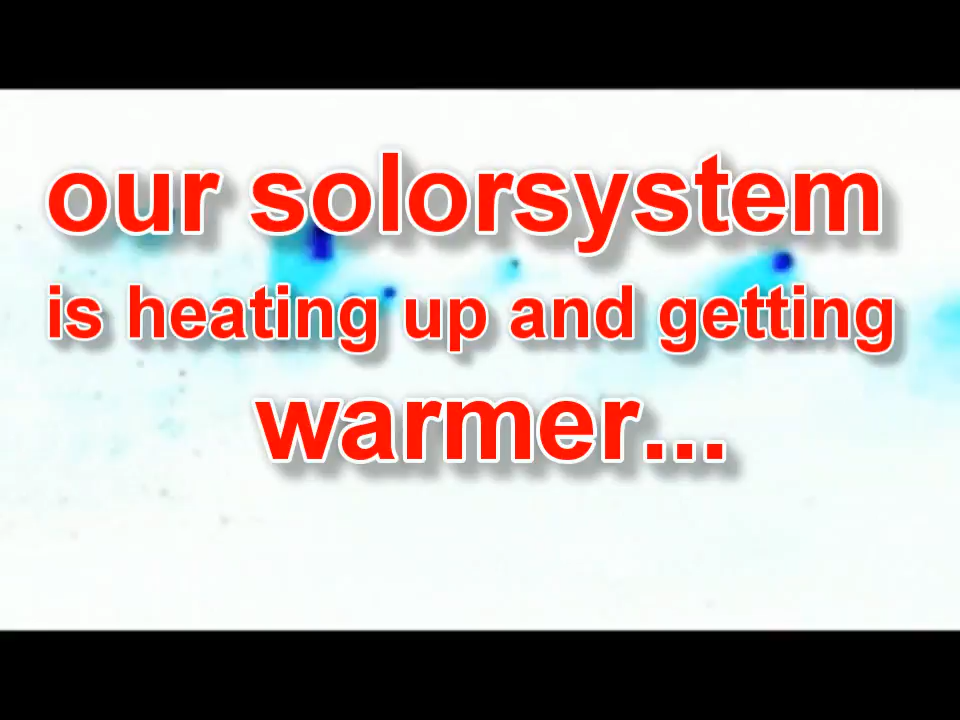 our solorsystem
is heating up and getting
warmer...